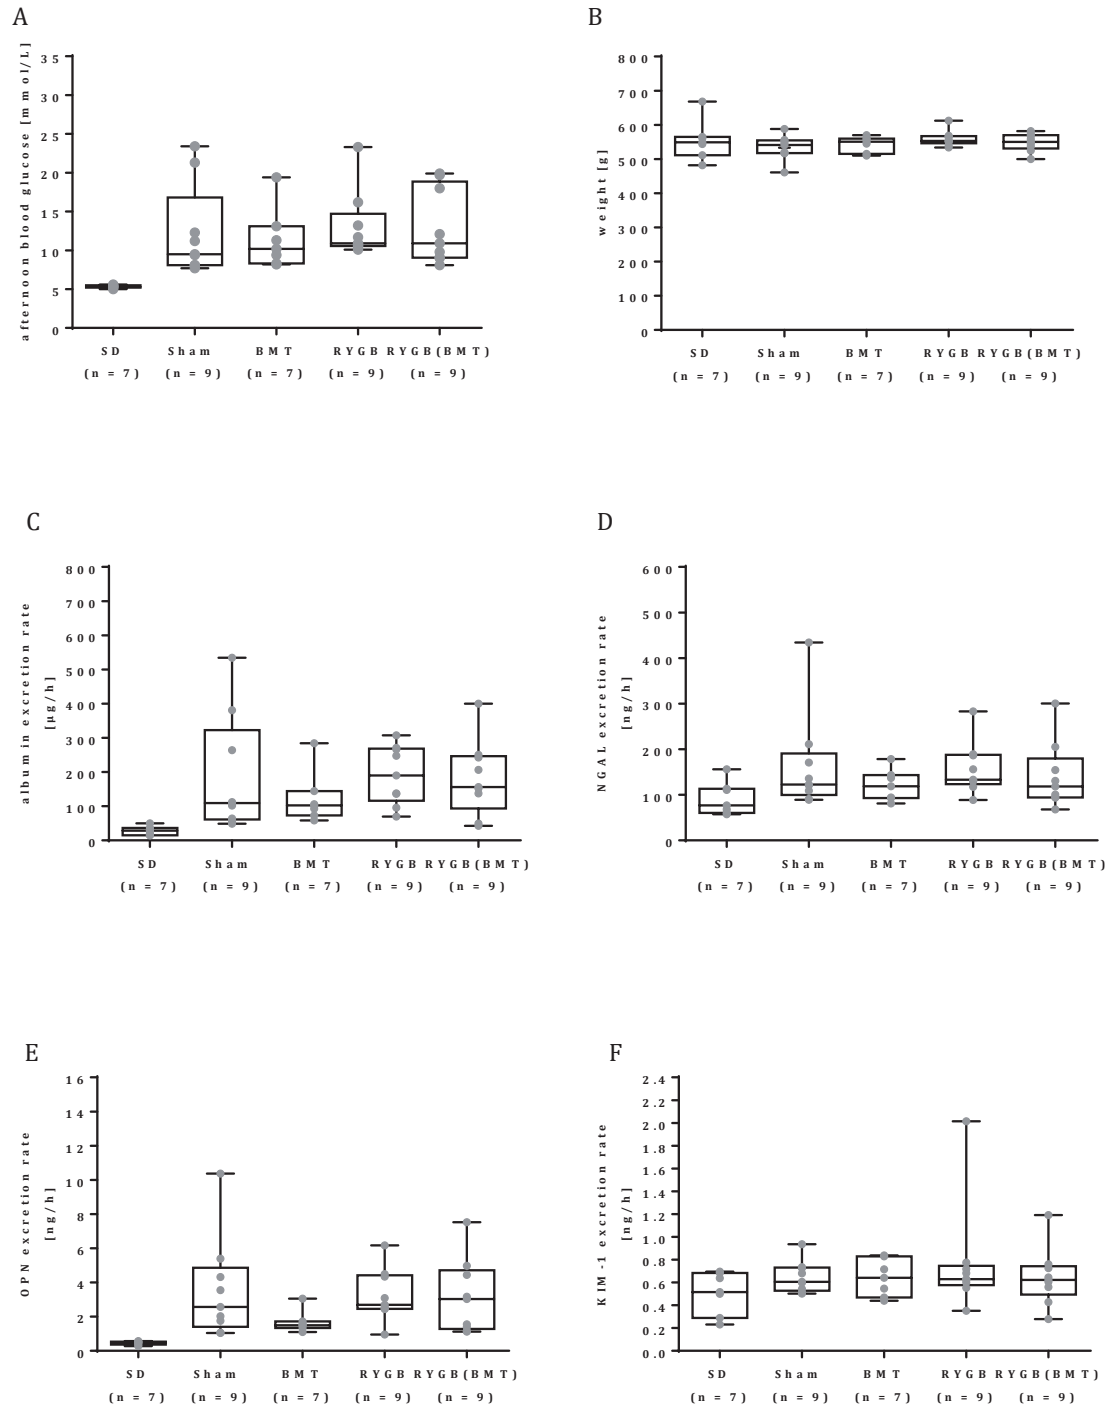 A
afternoon blood glucose [mmol/L]
35
30
25
20
15
10
5
0
SD Sham BMT RYGB RYGB(BMT)
(n = 7) (n = 9) (n = 7) (n = 9) (n = 9)
B
weight [g]
800
700
600
500
400
300
200
100
0
SD Sham BMT RYGB RYGB(BMT)
(n = 7) (n = 9) (n = 7) (n = 9) (n = 9)
C
albumin excretion rate
[µg/h]
800
700
600
500
400
300
200
100
0
SD Sham BMT RYGB RYGB(BMT)
(n = 7) (n = 9) (n = 7) (n = 9) (n = 9)
D
NGAL excretion rate
[ng/h]
600
500
400
300
200
100
0
SD Sham BMT RYGB RYGB(BMT)
(n = 7) (n = 9) (n = 7) (n = 9) (n = 9)
E
OPN excretion rate
[ng/h]
16
14
12
10
8
6
4
2
0
SD Sham BMT RYGB RYGB(BMT)
(n = 7) (n = 9) (n = 7) (n = 9) (n = 9)
F
KIM-1 excretion rate
[ng/h]
2.4
2.2
2.0
1.8
1.6
1.4
1.2
1.0
0.8
0.6
0.4
0.2
0.0
SD Sham BMT RYGB RYGB(BMT)
(n = 7) (n = 9) (n = 7) (n = 9) (n = 9)